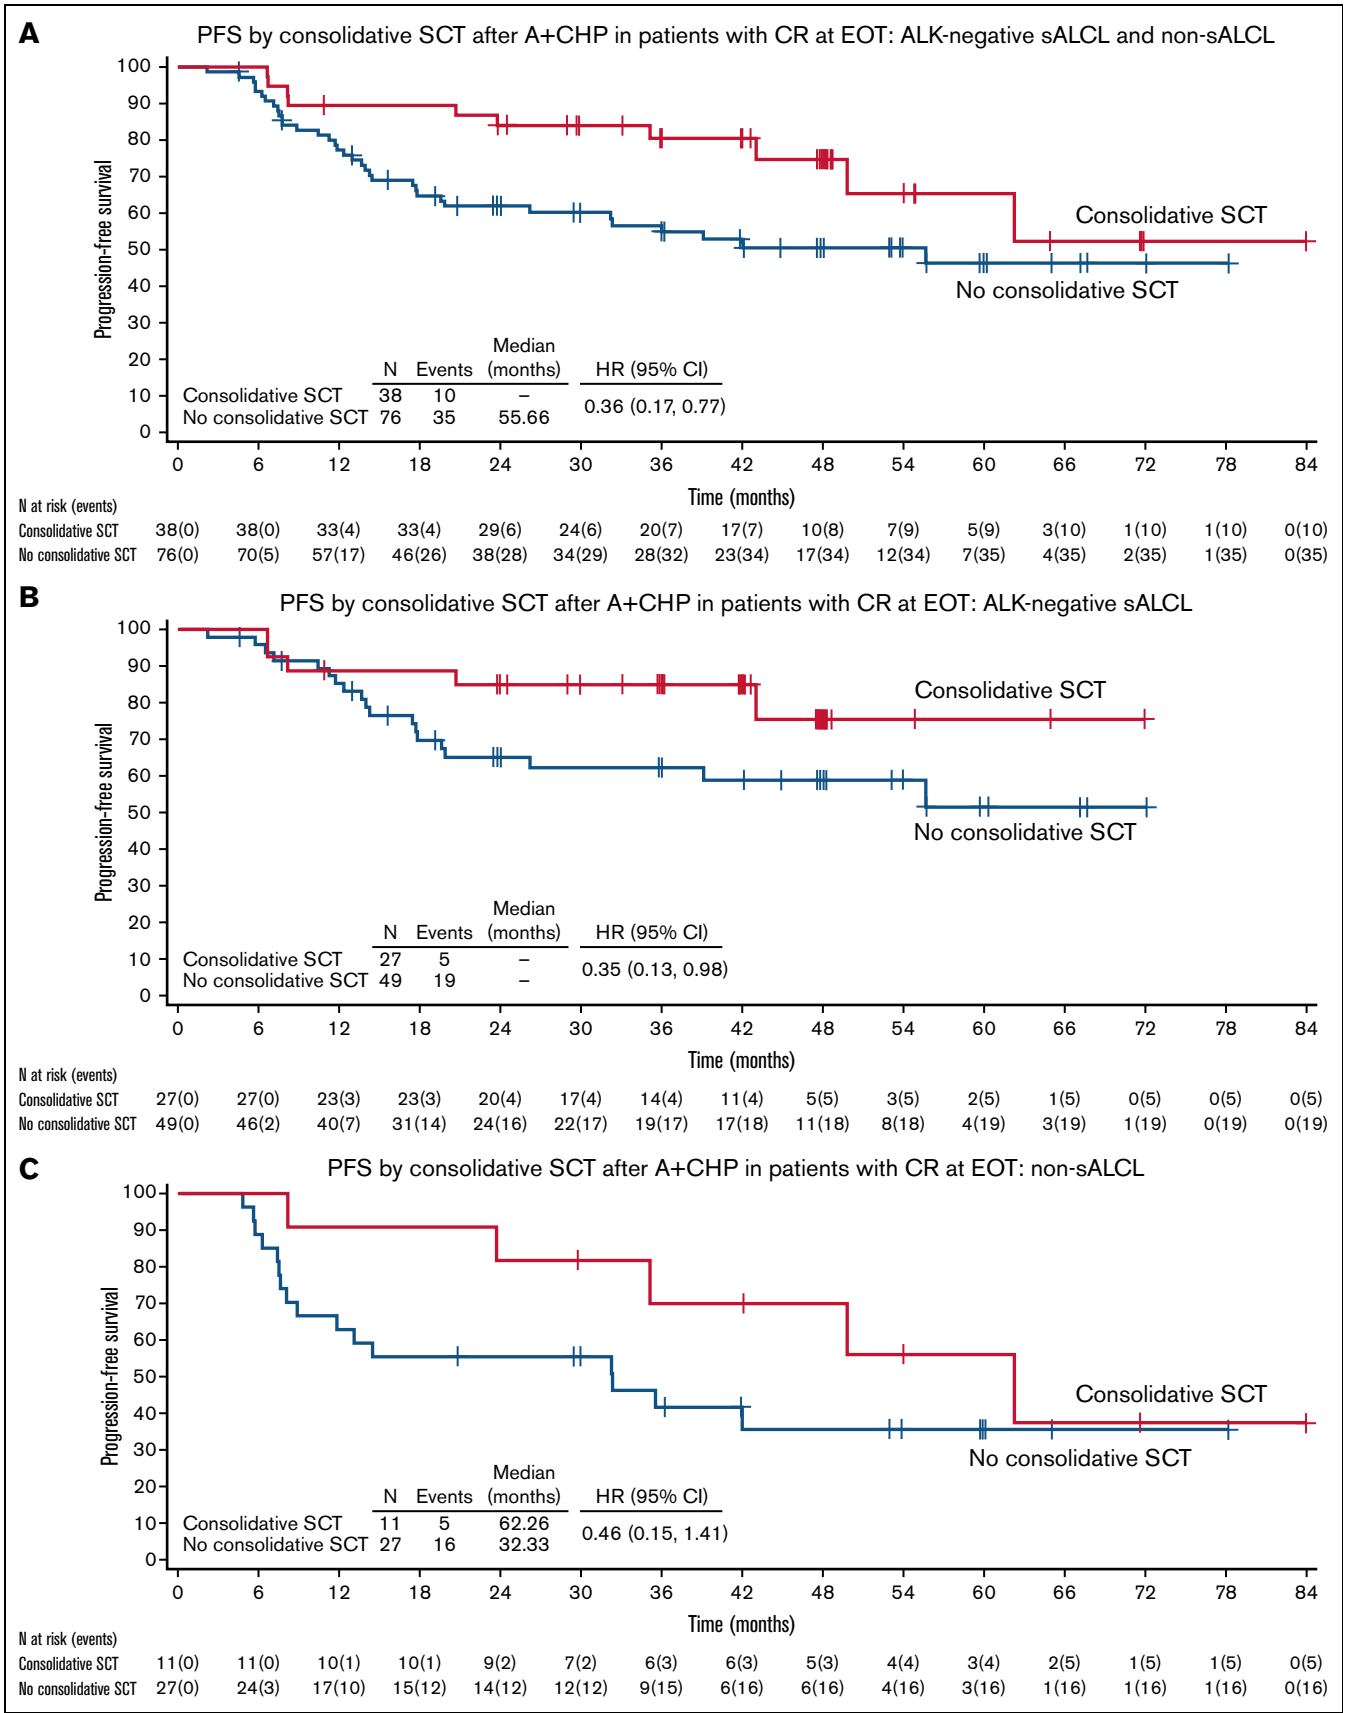 A
PFS by consolidative SCT after A+CHP in patients with CR at EOT: ALK-negative sALCL and non-sALCL
Progression-free survival
100
90
80
70
60
50
40
30
20
10
0
Consolidative SCT
No consolidative SCT
Median
N Events (months) HR (95% CI)
Consolidative SCT 38 10 – 0.36 (0.17, 0.77)
No consolidative SCT 76 35 55.66
0 6 12 18 24 30 36 42 48 54 60 66 72 78 84
Time (months)
N at risk (events)
Consolidative SCT 38(0) 38(0) 33(4) 33(4) 29(6) 24(6) 20(7) 17(7) 10(8) 7(9) 5(9) 3(10) 1(10) 1(10) 0(10)
No consolidative SCT 76(0) 70(5) 57(17) 46(26) 38(28) 34(29) 28(32) 23(34) 17(34) 12(34) 7(35) 4(35) 2(35) 1(35) 0(35)
B
PFS by consolidative SCT after A+CHP in patients with CR at EOT: ALK-negative sALCL
Progression-free survival
100
90
80
70
60
50
40
30
20
10
0
Consolidative SCT
No consolidative SCT
Median
N Events (months) HR (95% CI)
Consolidative SCT 27 5 – 0.35 (0.13, 0.98)
No consolidative SCT 49 19 –
0 6 12 18 24 30 36 42 48 54 60 66 72 78 84
Time (months)
N at risk (events)
Consolidative SCT 27(0) 27(0) 23(3) 23(3) 20(4) 17(4) 14(4) 11(4) 5(5) 3(5) 2(5) 1(5) 0(5) 0(5) 0(5)
No consolidative SCT 49(0) 46(2) 40(7) 31(14) 24(16) 22(17) 19(17) 17(18) 11(18) 8(18) 4(19) 3(19) 1(19) 0(19) 0(19)
C
PFS by consolidative SCT after A+CHP in patients with CR at EOT: non-sALCL
Progression-free survival
100
90
80
70
60
50
40
30
20
10
0
Consolidative SCT
No consolidative SCT
Median
N Events (months) HR (95% CI)
Consolidative SCT 11 5 62.26 0.46 (0.15, 1.41)
No consolidative SCT 27 16 32.33
0 6 12 18 24 30 36 42 48 54 60 66 72 78 84
Time (months)
N at risk (events)
Consolidative SCT 11(0) 11(0) 10(1) 10(1) 9(2) 7(2) 6(3) 6(3) 5(3) 4(4) 3(4) 2(5) 1(5) 1(5) 0(5)
No consolidative SCT 27(0) 24(3) 17(10) 15(12) 14(12) 12(12) 9(15) 6(16) 6(16) 4(16) 3(16) 1(16) 1(16) 1(16) 0(16)